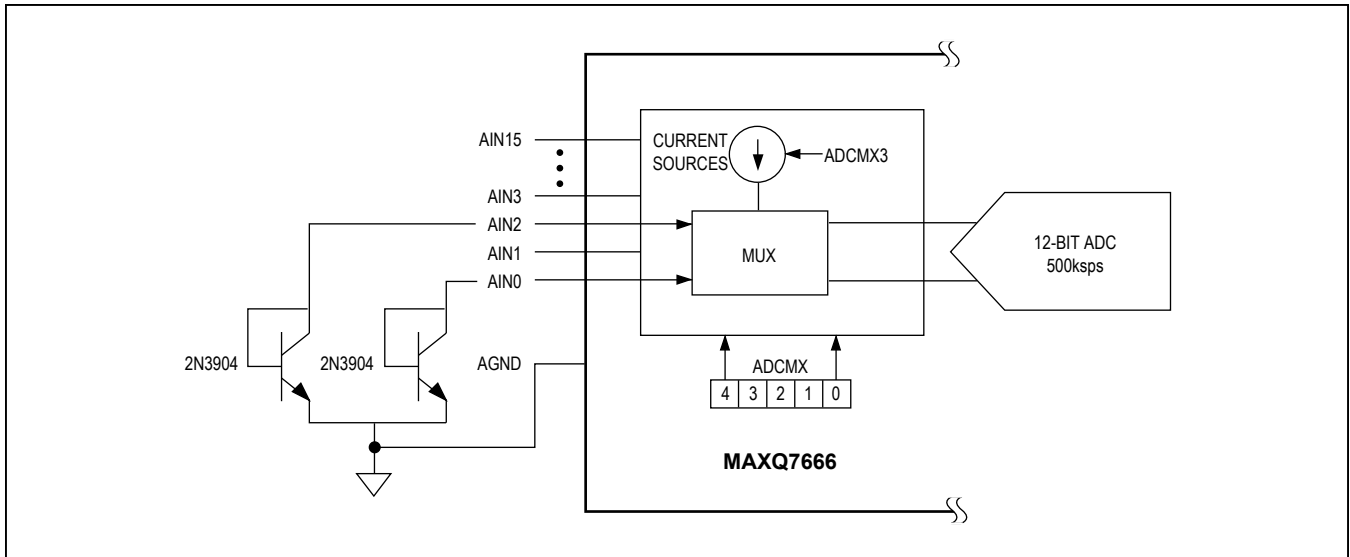 AIN15
CURRENT
SOURCES
ADCMX3
AIN3
AIN2
AIN1
AIN0
MUX
12-BIT ADC
500ksps
2N3904
2N3904
AGND
ADCMX
4 3 2 1 0
MAXQ7666